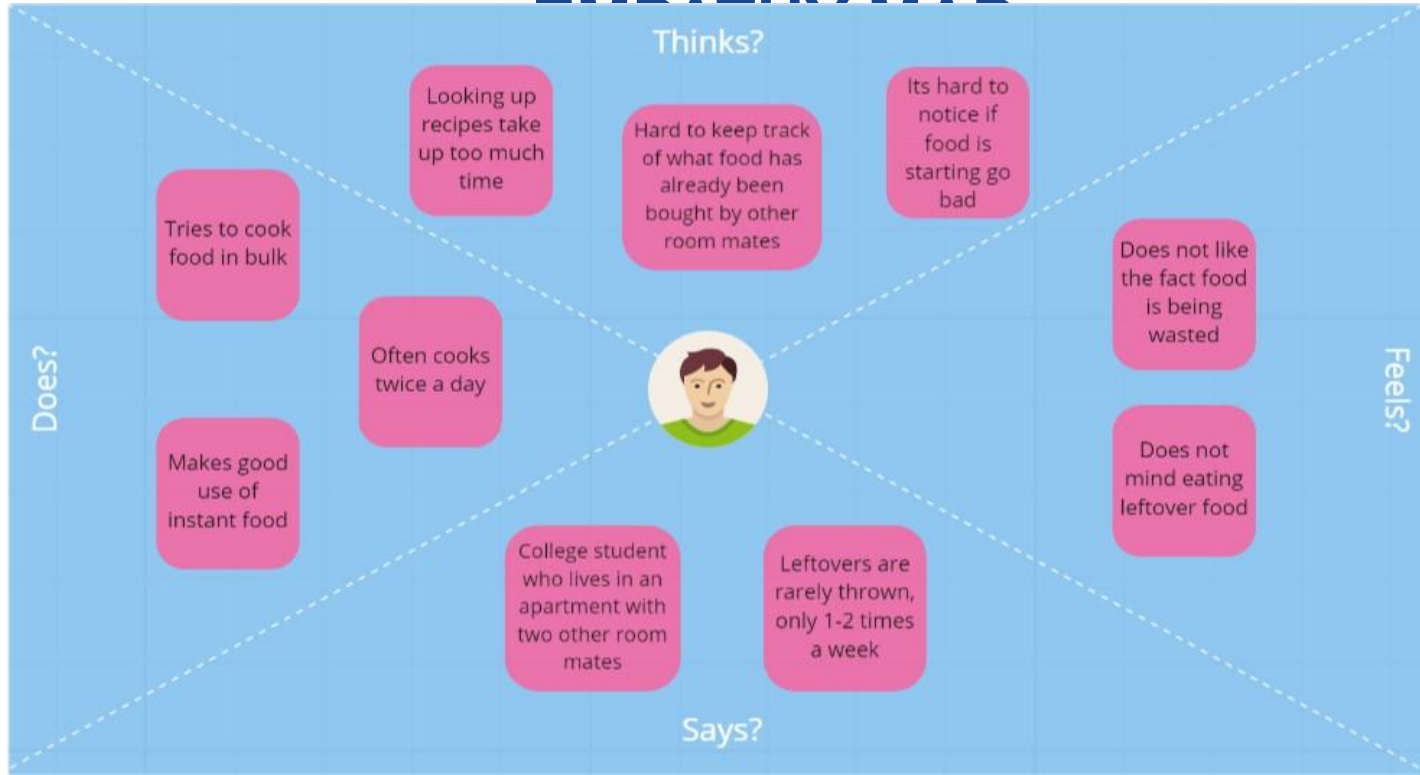 Thinks?
Looking up
recipes take
up too much
time
Hard to keep track
of what food has
already been
bought by other
room mates
Its hard to
notice if
food is
starting go
bad
Does?
Tries to cook
food in bulk
Often cooks
twice a day
Makes good
use of
instant food
Feels?
Does not like
the fact food
is being
wasted
Does not
mind eating
leftover food
College student
who lives in an
apartment with
two other room
mates
Leftovers are
rarely thrown,
only 1-2 times
a week
Says?